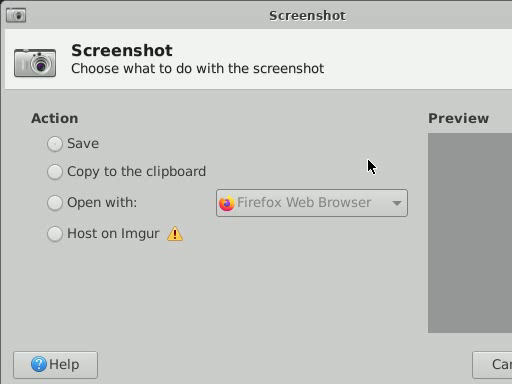 Screenshot
Screenshot
Choose what to do with the screenshot
Action
Preview
Save
Copy to the clipboard
Open with:
Firefox Web Browser
Host on Imgur
Help